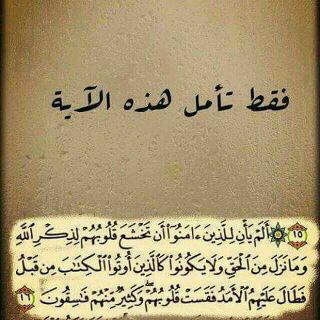 فقط تأمل هذه الآية
١٥ ۞ أَلَمْ يَأْنِ لِلَّذِينَ ءَامَنُوٓا۟ أَن تَخْشَعَ قُلُوبُهُمْ لِذِكْرِ ٱللَّهِ
وَمَا نَزَلَ مِنَ ٱلْحَقِّ وَلَا يَكُونُوا۟ كَٱلَّذِينَ أُوتُوا۟ ٱلْكِتَٰبَ مِن قَبْلُ
فَطَالَ عَلَيْهِمُ ٱلْأَمَدُ فَقَسَتْ قُلُوبُهُمْ ۖ وَكَثِيرٌ مِّنْهُمْ فَٰسِقُونَ ١٦